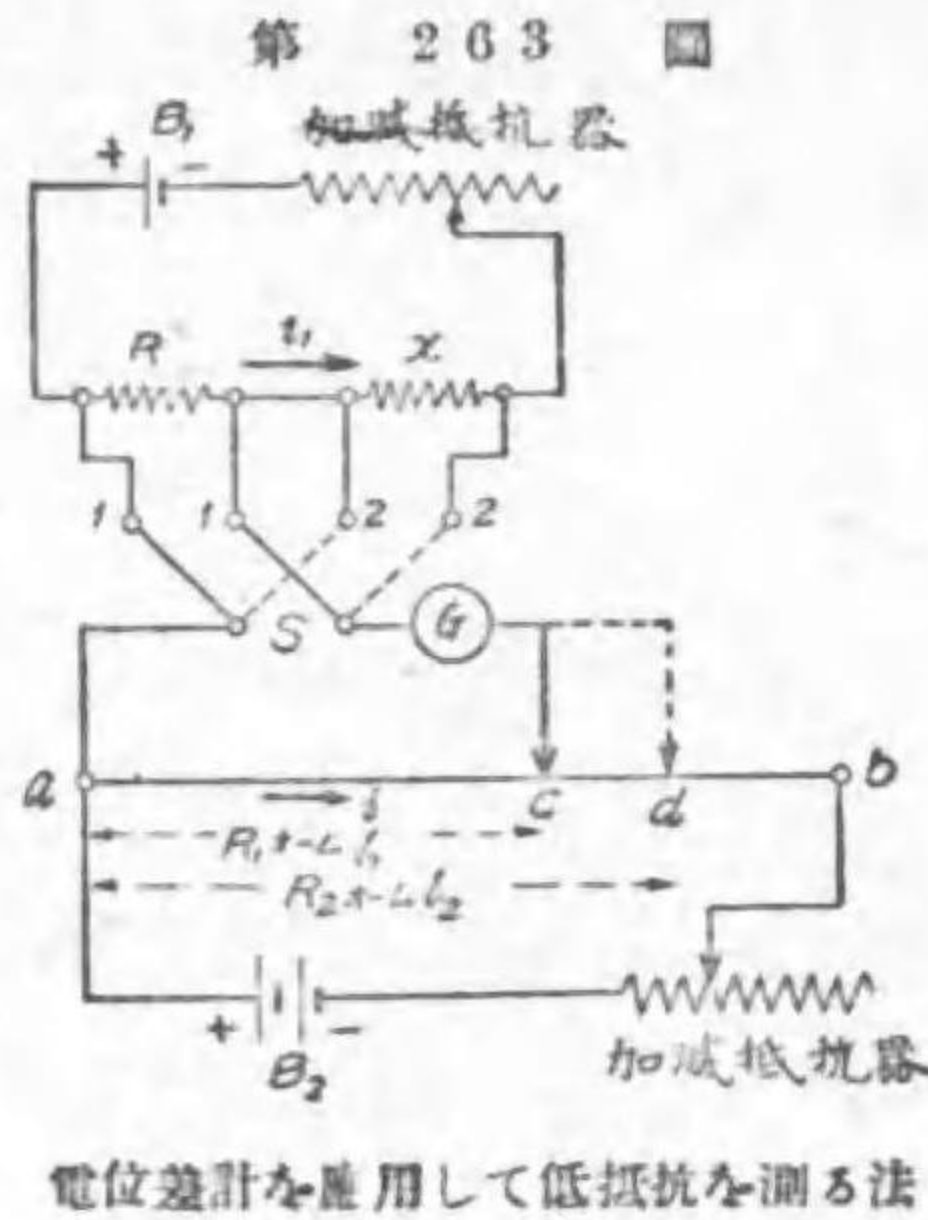 第 263 圖
B₁
加減抵抗器
+ -
R i₁ x
1 1 2 2
S G
a b
i c d
R₁オーム l₁
R₂オーム l₂
+ -
B₂
加減抵抗器
電位差計を應用して低抵抗を測る法